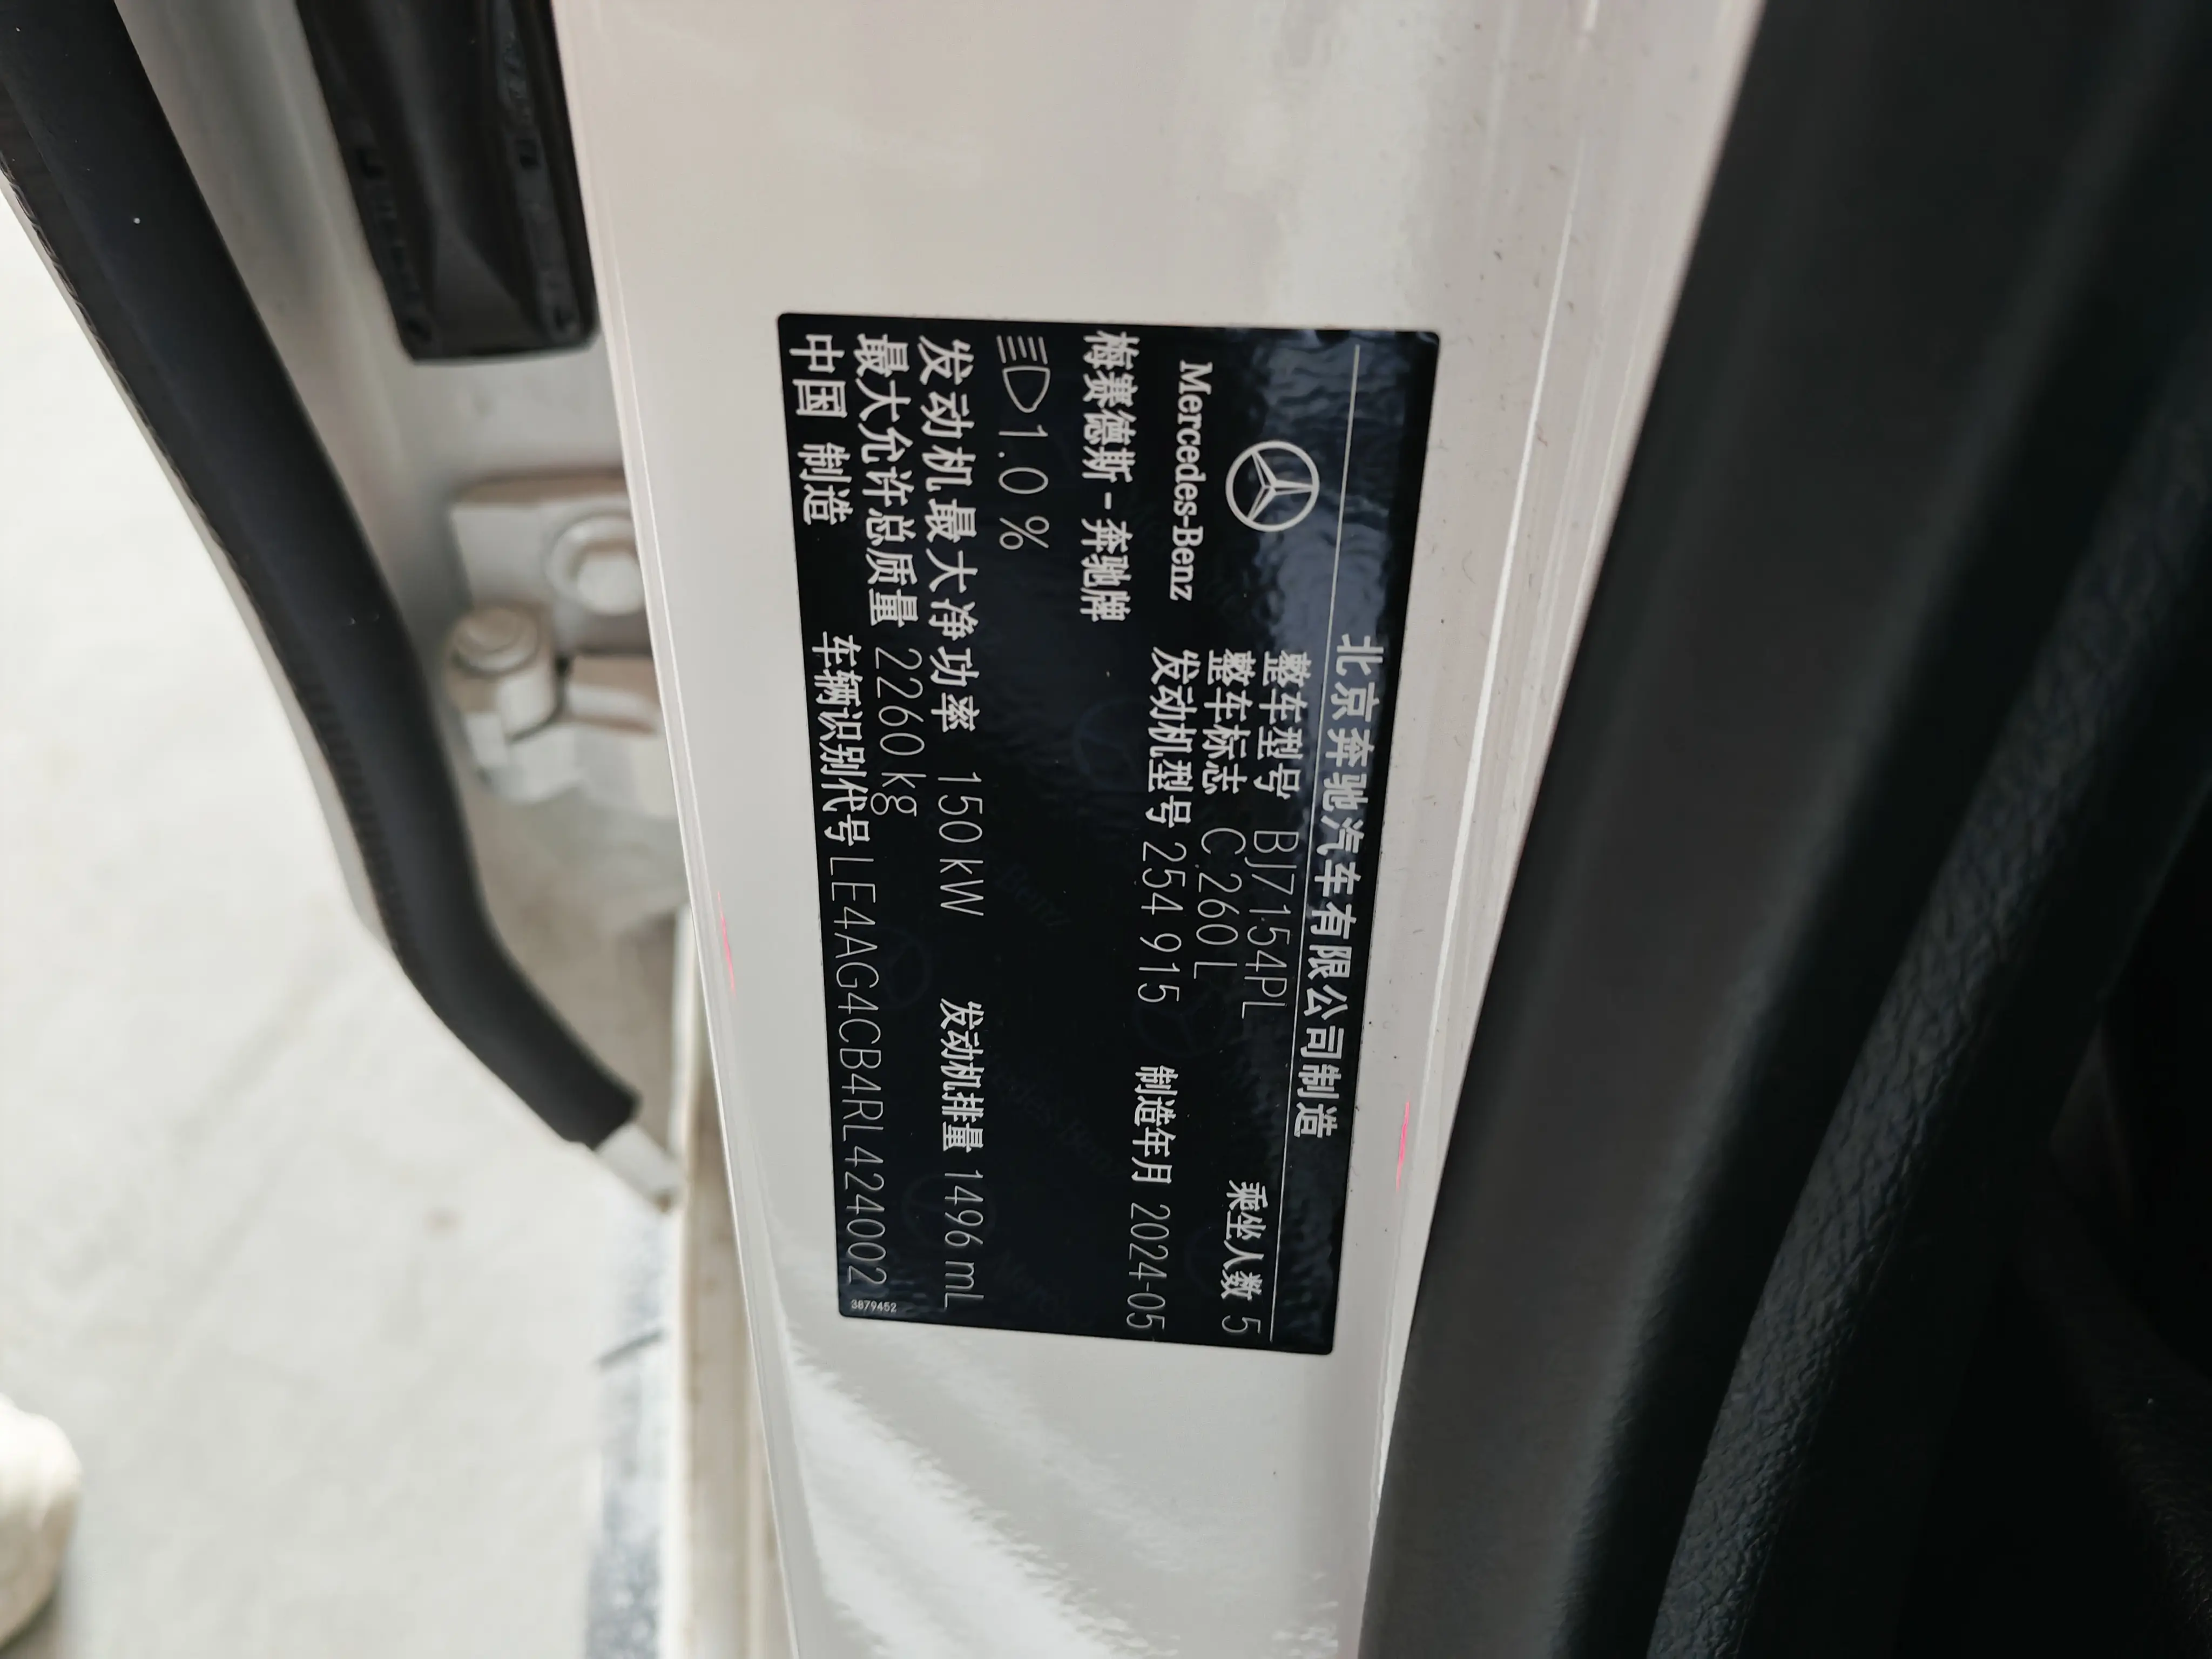 北京奔驰汽车有限公司制造
Mercedes-Benz
整车型号 BJ7154PL
乘坐人数 5
整车标志 C 260 L
发动机型号 254 915
制造年月 2024-05
梅赛德斯-奔驰牌
1.0 %
发动机最大净功率 150 kW
发动机排量 1496 mL
最大允许总质量 2260 kg
中国 制造
车辆识别代号 LE4AG4CB4RL424002
3879452